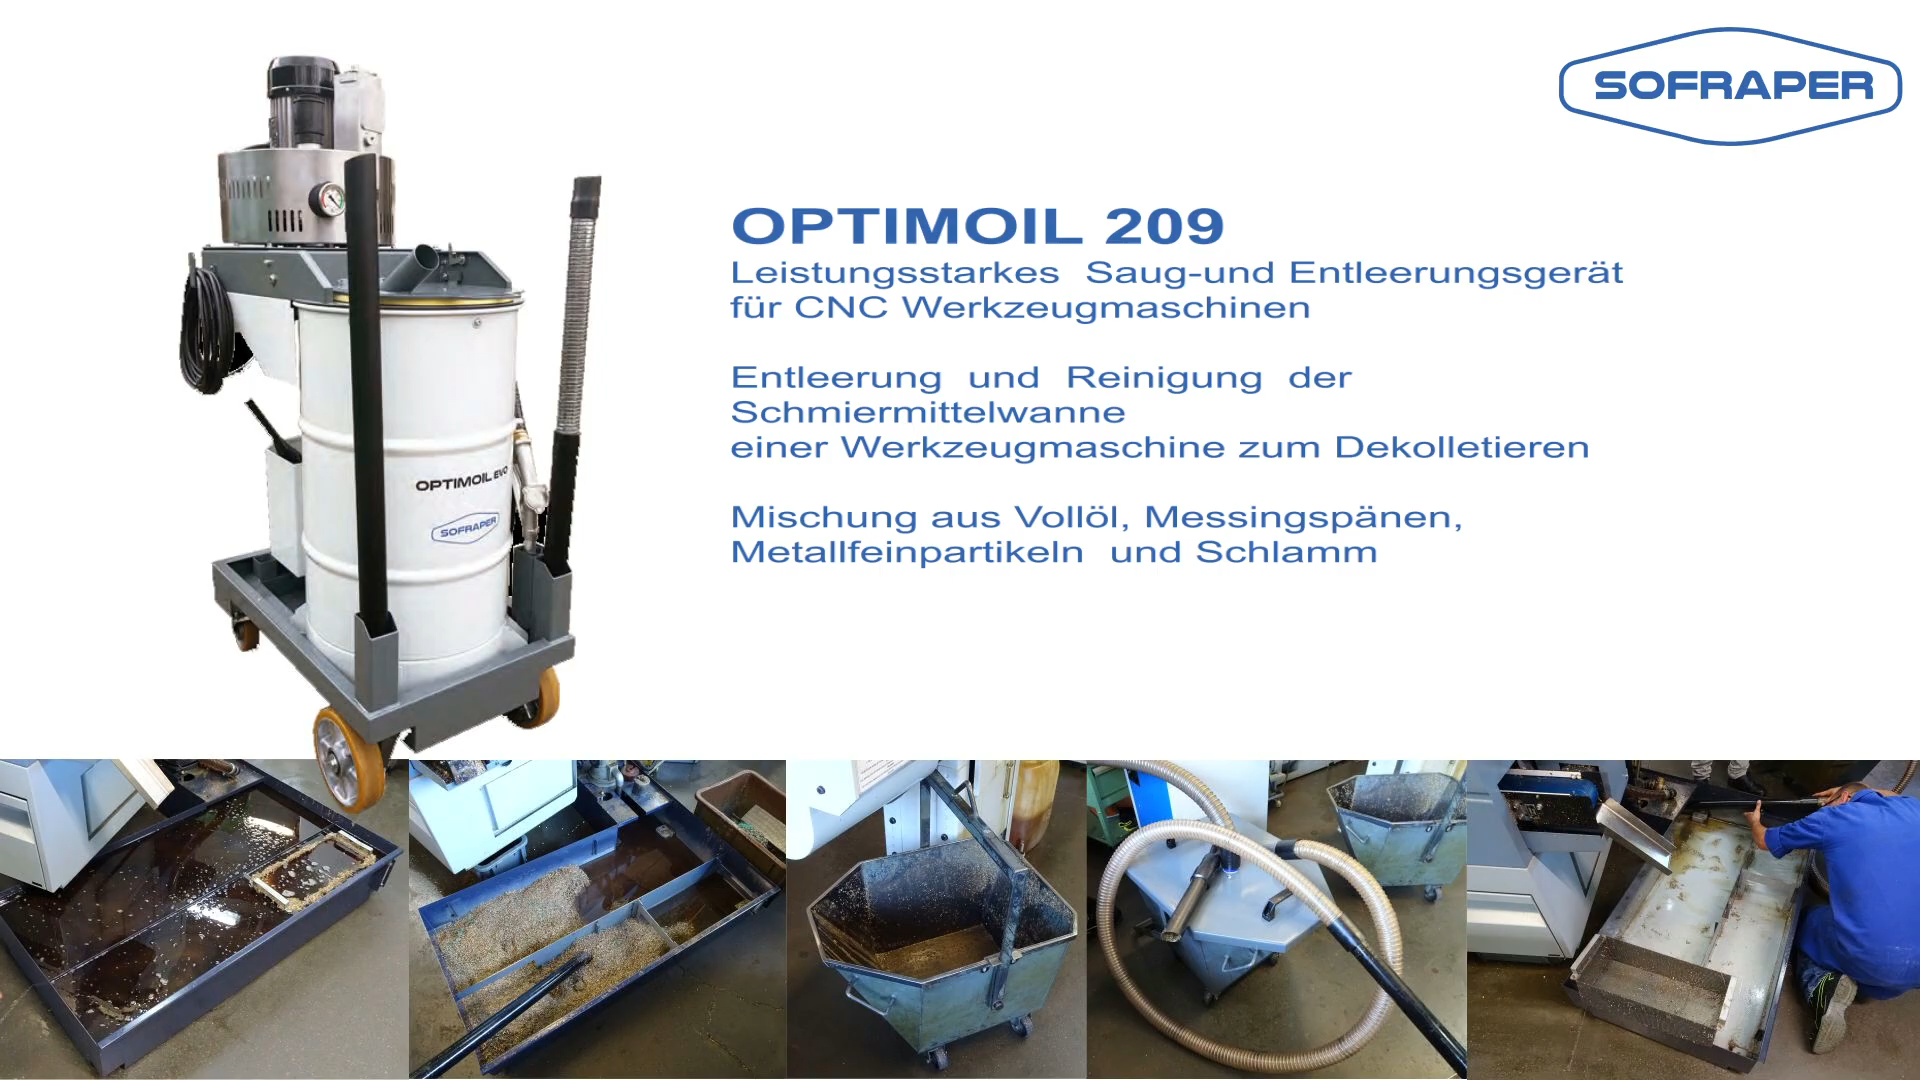 SOFRAPER
OPTIMOIL 209
Leistungsstarkes Saug-und Entleerungsgerät
für CNC Werkzeugmaschinen
Entleerung und Reinigung der
Schmiermittelwanne
einer Werkzeugmaschine zum Dekolletieren
Mischung aus Vollöl, Messingspänen,
Metallfeinpartikeln und Schlamm
OPTIMOIL EVO
SOFRAPER